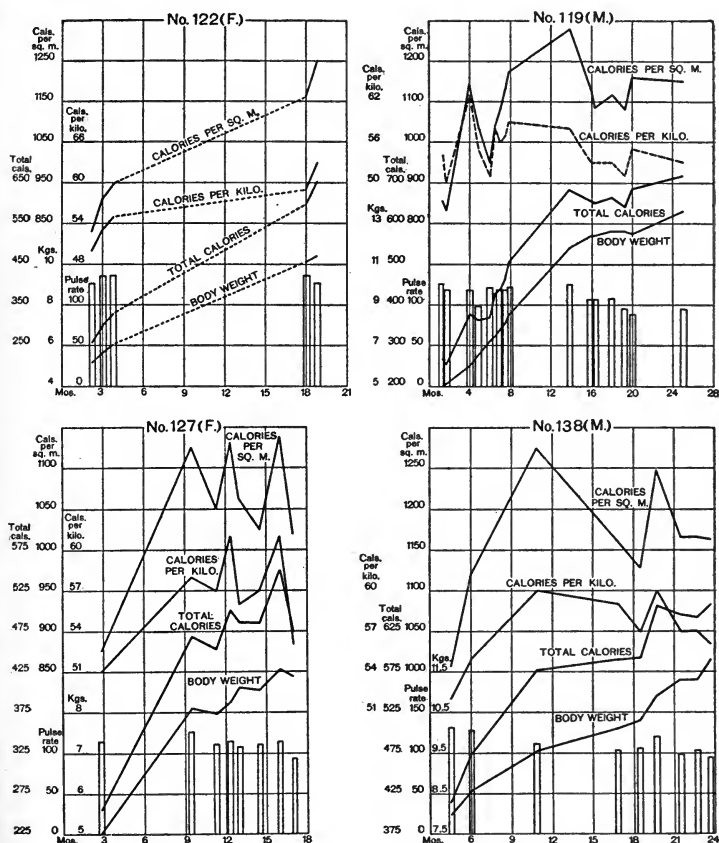 No.122(F.)
Cals.
per
sq. m.
1250
1150
Cals.
per
kilo.
1050 66
Total
cals.
650 950 60
550 850 54
Kgs.
450 10 48
Pulse
rate
350 8 100
250 6 50
4 0
Mos. 3 6 9 12 15 18 21
CALORIES PER SQ. M.
CALORIES PER KILO.
TOTAL CALORIES
BODY WEIGHT
No.119(M.)
Cals.
per
sq. m.
1200
Cals.
per
kilo.
62 1100
56 1000
Total.
cals.
50 700 900
Kgs.
13 600 800
11 500
Pulse
rate
9 400 100
7 300 50
5 200 0
Mos. 4 8 12 16 20 24 28
CALORIES PER SQ. M.
CALORIES PER KILO.
TOTAL CALORIES
BODY WEIGHT
No.127(F.)
Cals.
per
sq. m.
1100
1050
Total
cals.
Cals.
per
kilo.
575 1000 60
525 950 57
475 900 54
425 850 51
Kgs.
375 8
Pulse
rate
325 7 100
275 6 50
225 5 0
Mos. 3 6 9 12 15 18
CALORIES
PER
SQ. M.
CALORIES
PER KILO.
TOTAL
CALORIES
BODY WEIGHT
No.138(M.)
Cals.
per
sq. m.
1250
1200
1150
Cals.
per
kilo.
60 1100
Total
cals.
57 625 1050
54 575 1000
Kgs.
11.5
Pulse
rate
51 525 10.5 150
475 9.5 100
425 8.5 50
375 7.5 0
Mos. 3 6 9 12 15 18 21 24
CALORIES
PER SQ. M.
CALORIES PER KILO.
TOTAL CALORIES
BODY WEIGHT